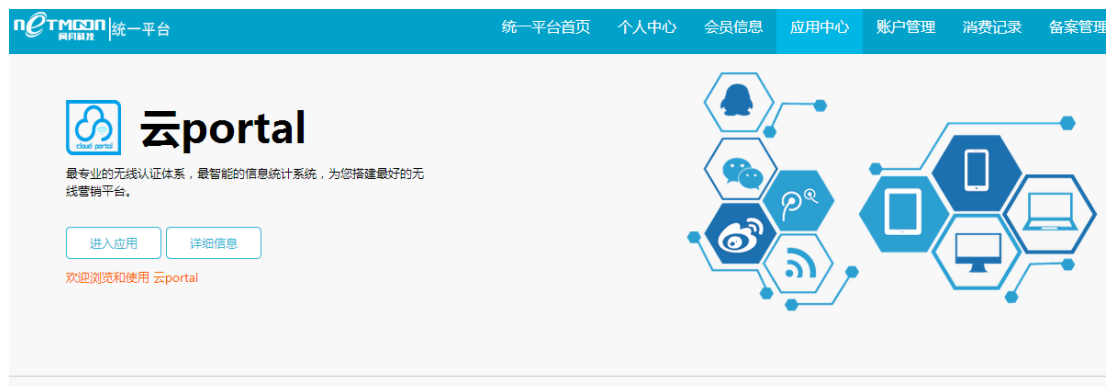 netmoon 网月科技 统一平台 统一平台首页 个人中心 会员信息 应用中心 账户管理 消费记录 备案管理
cloud portal
云portal
最专业的无线认证体系，最智能的信息统计系统，为您搭建最好的无
线营销平台。
进入应用 详细信息
欢迎浏览和使用 云portal